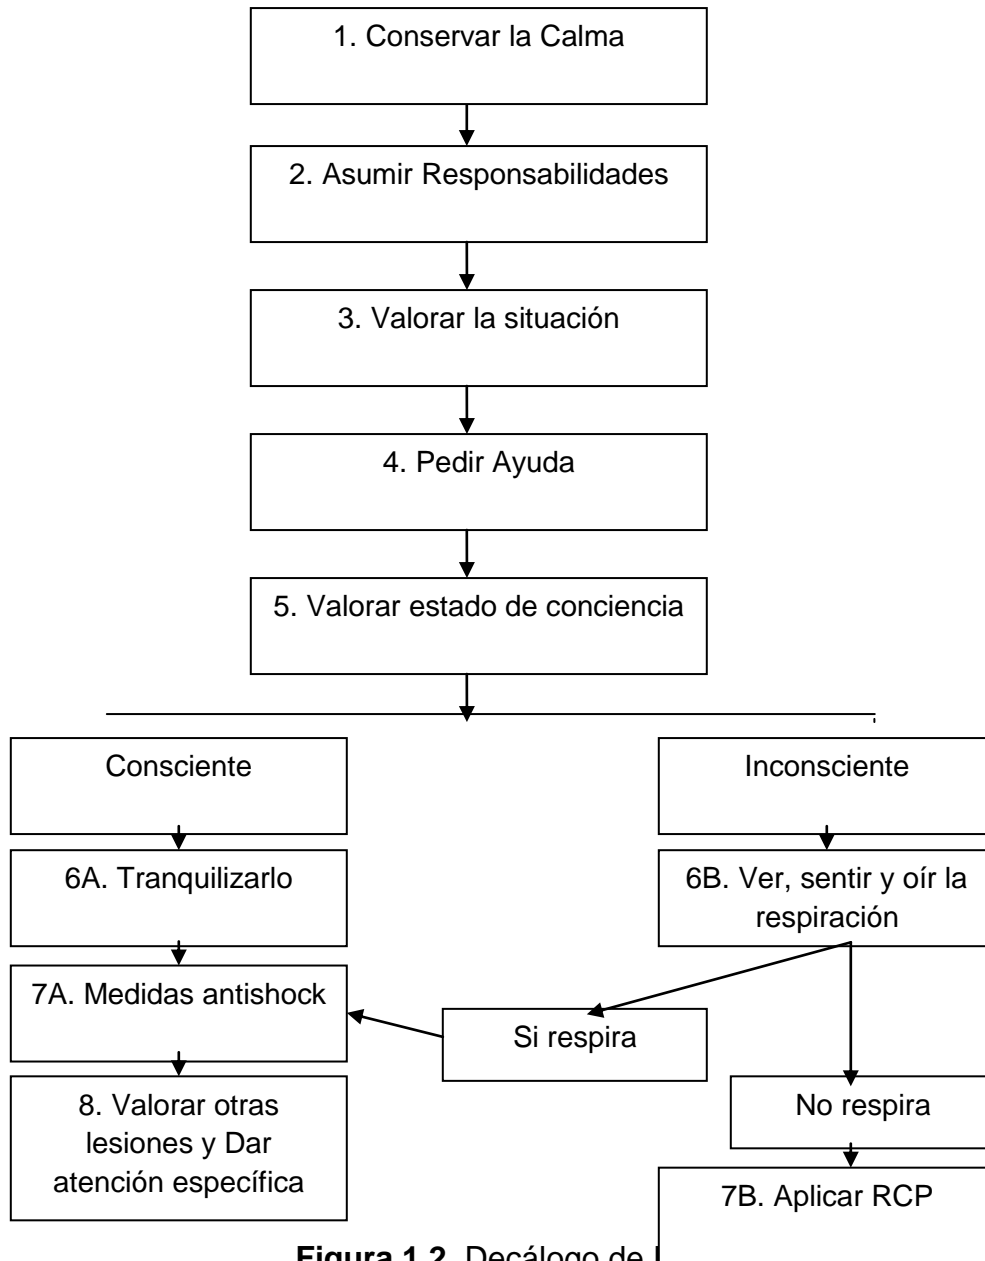 1. Conservar la Calma
2. Asumir Responsabilidades
3. Valorar la situación
4. Pedir Ayuda
5. Valorar estado de conciencia
Consciente
Inconsciente
6A. Tranquilizarlo
6B. Ver, sentir y oír la
respiración
7A. Medidas antishock
Si respira
8. Valorar otras
lesiones y Dar
atención específica
No respira
7B. Aplicar RCP
Figura 1.2. Decálogo de